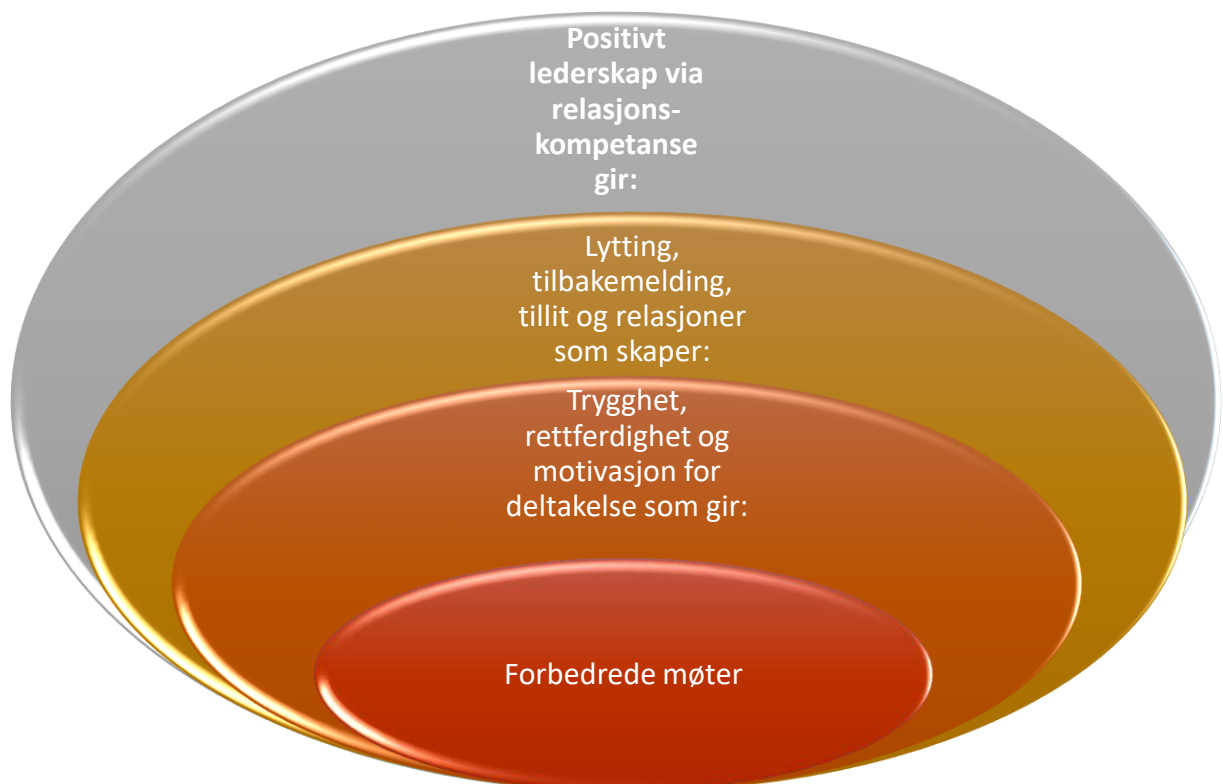 Positivt
lederskap via
relasjons-
kompetanse
gir:
Lytting,
tilbakemelding,
tillit og relasjoner
som skaper:
Trygghet,
rettferdighet og
motivasjon for
deltakelse som gir:
Forbedrede møter